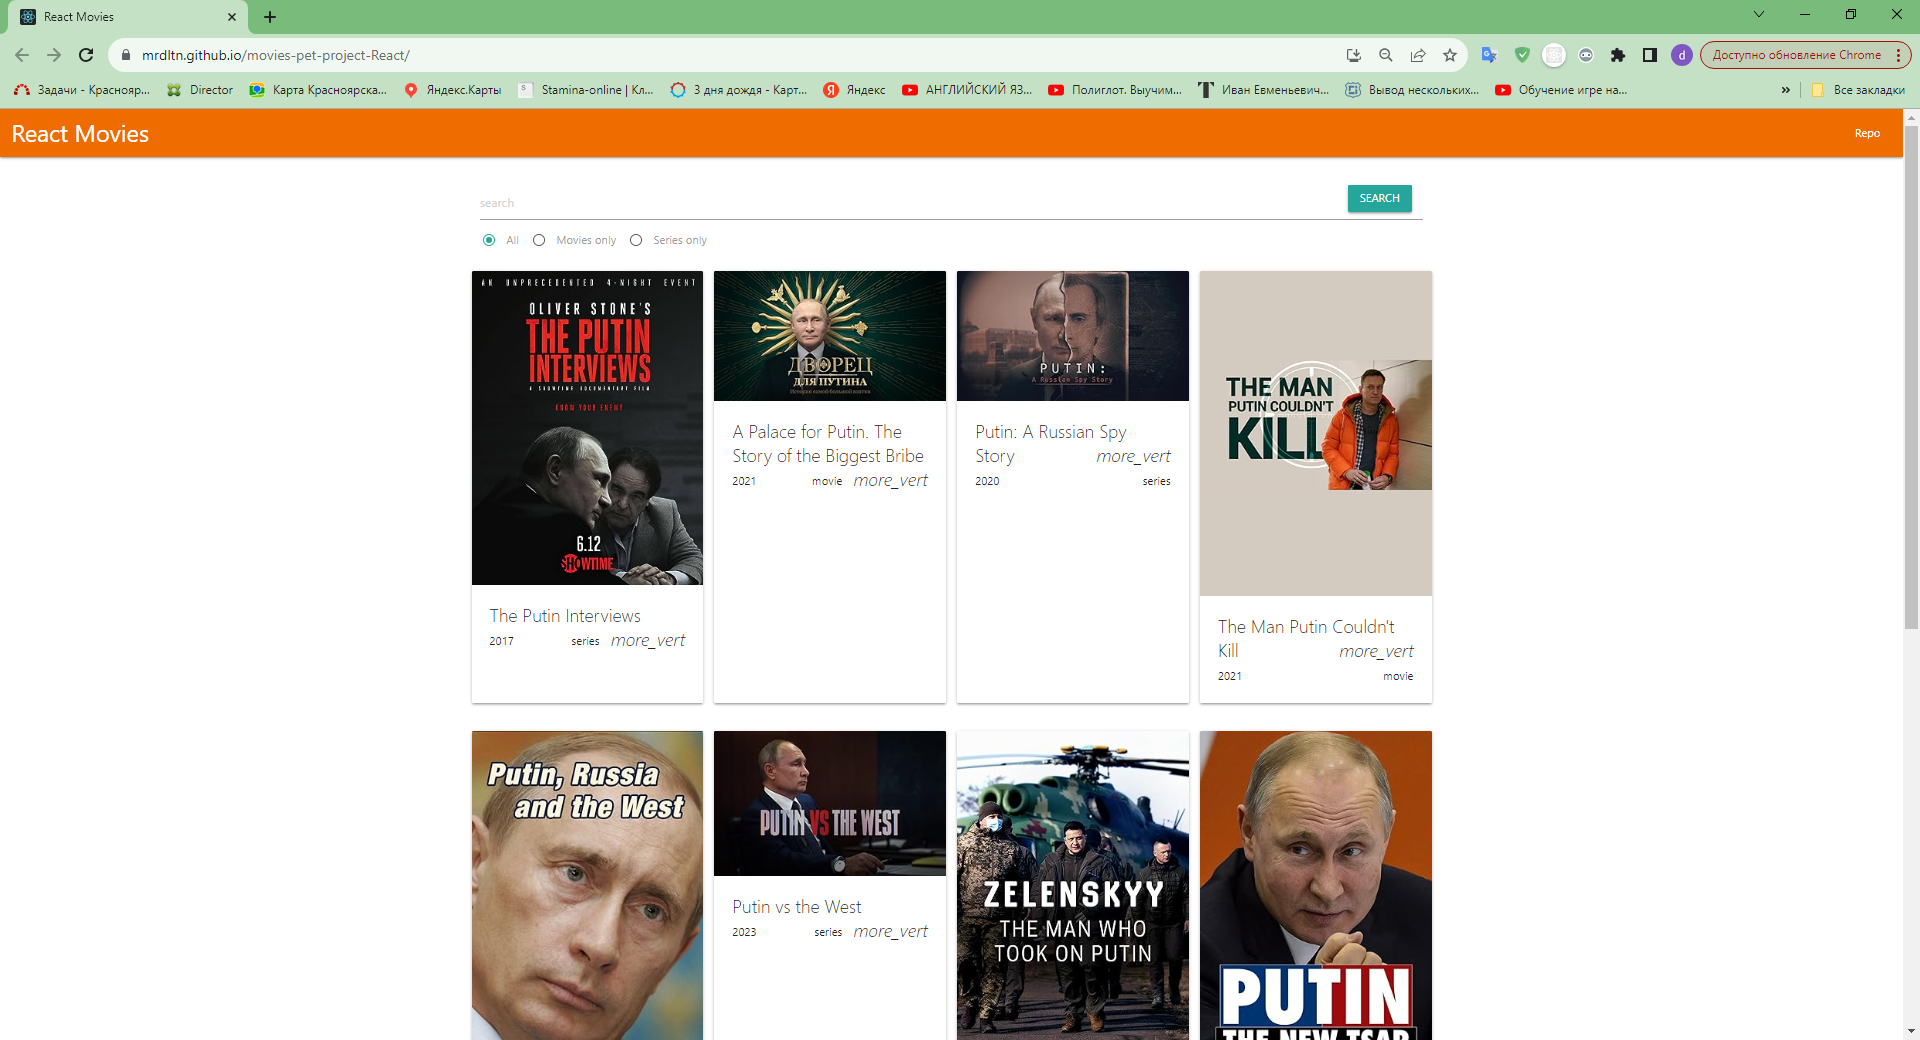 React Movies
mrdltn.github.io/movies-pet-project-React/
d
Доступно обновление Chrome
Задачи - Краснояр...
Director
Карта Красноярска...
Яндекс.Карты
Stamina-online | Кл...
3 дня дождя - Карт...
Яндекс
АНГЛИЙСКИЙ ЯЗ...
Полиглот. Выучим...
Иван Евменьевич...
Вывод нескольких...
Обучение игре на...
»
Все закладки
React Movies
Repo
search
SEARCH
All
Movies only
Series only
AN UNPRECEDENTED 4-NIGHT EVENT
OLIVER STONE'S
THE PUTIN
INTERVIEWS
A SHOWTIME DOCUMENTARY FILM
KNOW YOUR ENEMY
6.12
SHOWTIME
The Putin Interviews
2017
series
more_vert
ДВОРЕЦ
ДЛЯ ПУТИНА
История самой большой взятки
A Palace for Putin. The
Story of the Biggest Bribe
2021
movie
more_vert
PUTIN:
A Russian Spy Story
Putin: A Russian Spy
Story
more_vert
2020
series
THE MAN
PUTIN COULDN'T
KILL
The Man Putin Couldn't
Kill
more_vert
2021
movie
Putin, Russia
and the West
PUTIN VS THE WEST
Putin vs the West
2023
series
more_vert
ZELENSKYY
THE MAN WHO
TOOK ON PUTIN
PUTIN
THE NEW TSAR